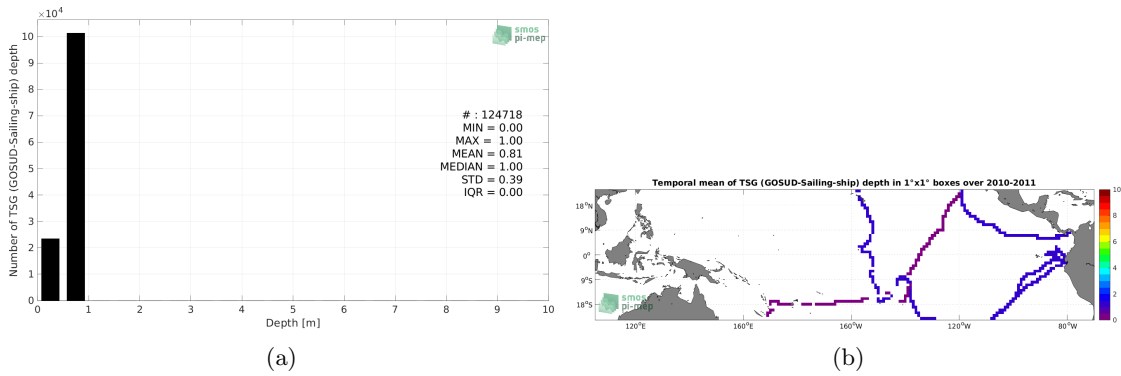 ×10⁴
10
9
8
7
6
5
4
3
2
1
0
Number of TSG (GOSUD-Sailing-ship) depth
smos
pi-mep
# : 124718
MIN = 0.00
MAX = 1.00
MEAN = 0.81
MEDIAN = 1.00
STD = 0.39
IQR = 0.00
0 1 2 3 4 5 6 7 8 9 10
Depth [m]
(a)
Temporal mean of TSG (GOSUD-Sailing-ship) depth in 1°x1° boxes over 2010-2011
18°N
9°N
0°
9°S
18°S
smos
pi-mep
120°E 160°E 160°W 120°W 80°W
10
8
6
4
2
0
(b)